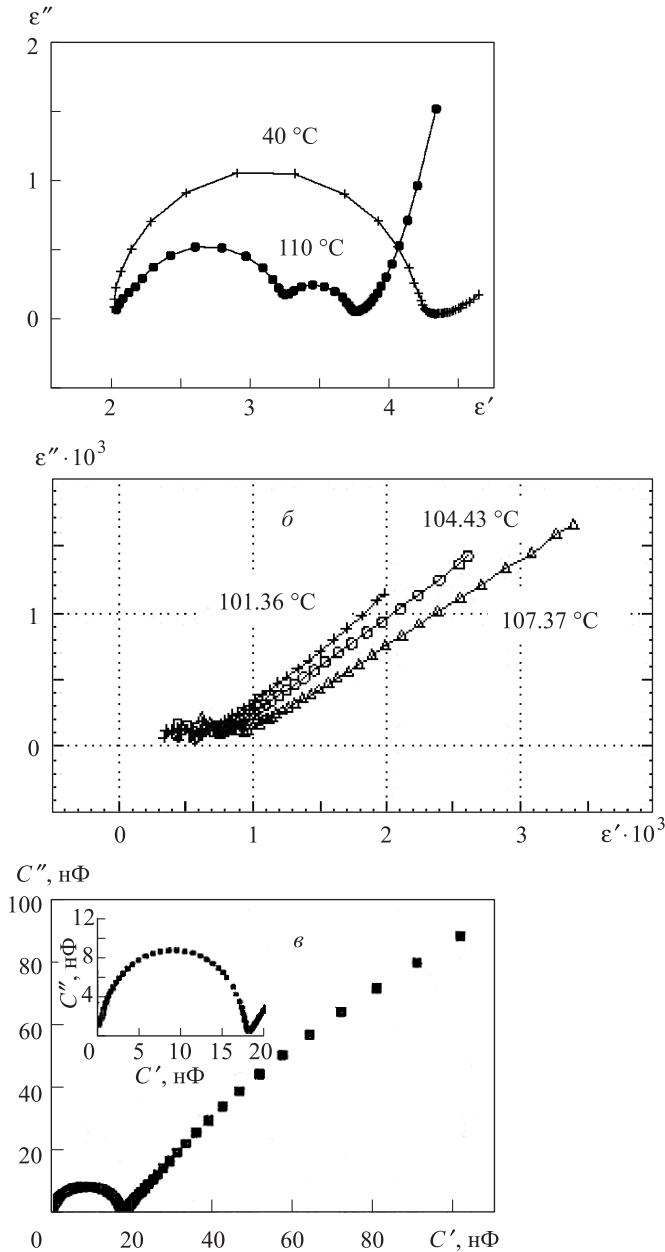 ε″
2
40 °C
1
110 °C
0
2 3 4 ε′
ε″·10³
б 104.43 °C
101.36 °C
1
107.37 °C
0
0 1 2 3 ε′·10³
C″, нФ
100
12
в
8
C″, нФ
80
4
0 5 10 15 20
C′, нФ
60
40
20
0 20 40 60 80 C′, нФ